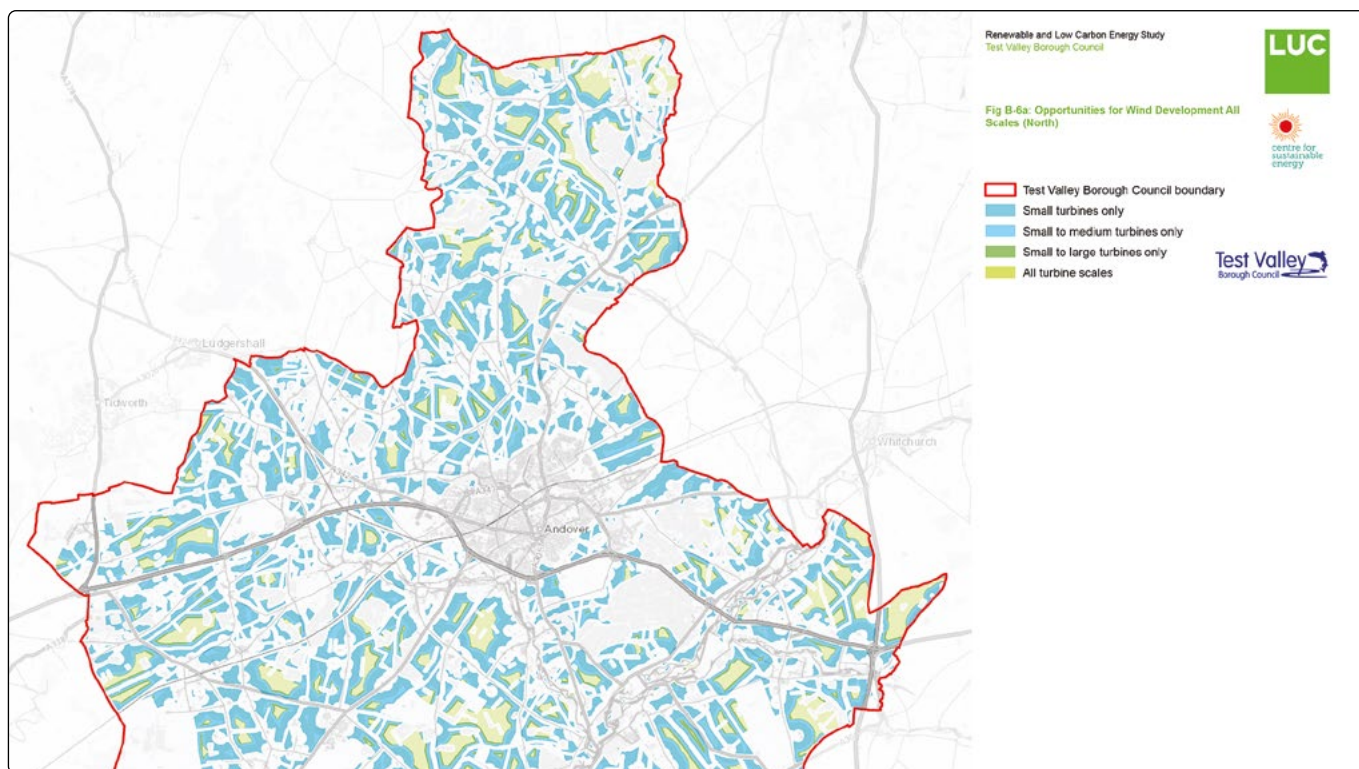 Renewable and Low Carbon Energy Study
Test Valley Borough Council
LUC
Fig B-6a: Opportunities for Wind Development All
Scales (North)
centre for
sustainable
energy
Test Valley Borough Council boundary
Small turbines only
Small to medium turbines only
Small to large turbines only
All turbine scales
Test Valley
Borough Council
Ludgershall
Tidworth
Whitchurch
Andover